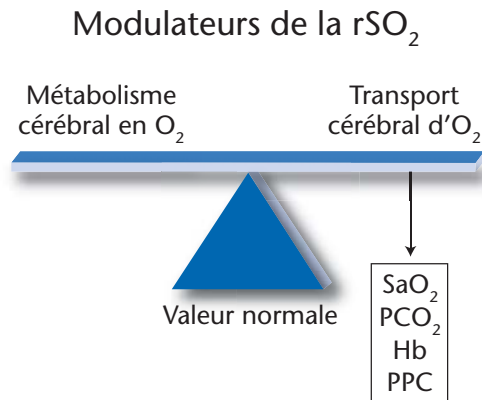 Modulateurs de la rSO₂
Métabolisme
cérébral en O₂
Transport
cérébral d’O₂
Valeur normale
SaO₂
PCO₂
Hb
PPC